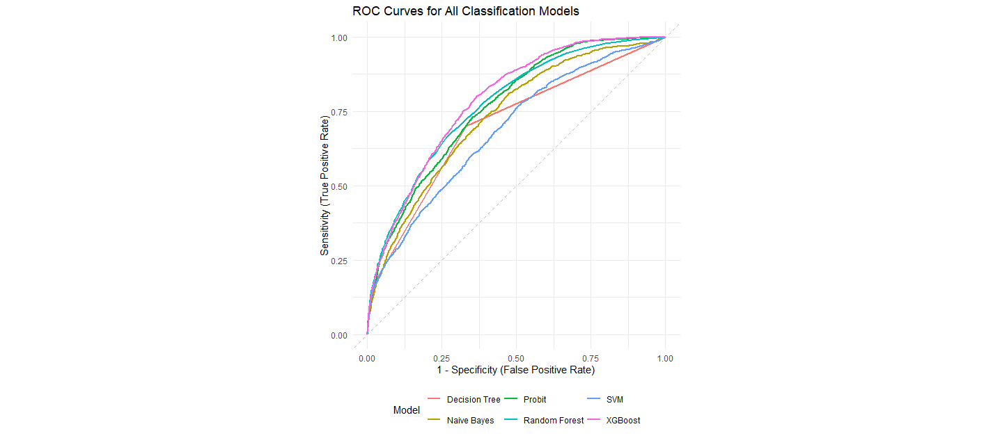 ROC Curves for All Classification Models
Sensitivity (True Positive Rate)
1.00
0.75
0.50
0.25
0.00
0.00 0.25 0.50 0.75 1.00
1 - Specificity (False Positive Rate)
Model
Decision Tree Probit SVM
Naive Bayes Random Forest XGBoost